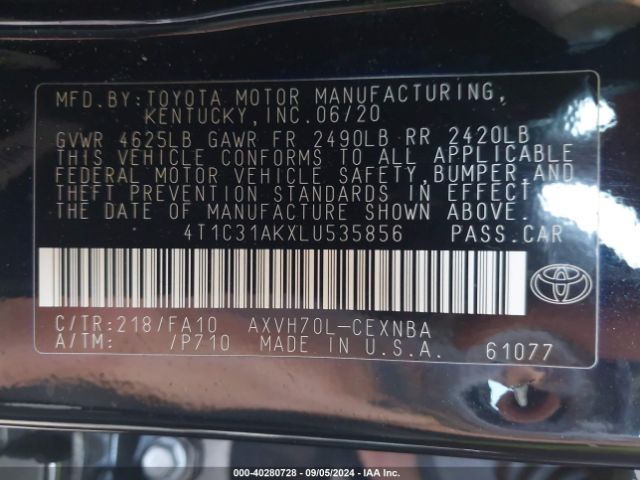 MFD.BY:TOYOTA MOTOR MANUFACTURING,
KENTUCKY,INC.06/20
GVWR 4625LB GAWR FR 2490LB RR 2420LB
THIS VEHICLE CONFORMS TO ALL APPLICABLE
FEDERAL MOTOR VEHICLE SAFETY,BUMPER,AND
THEFT PREVENTION STANDARDS IN EFFECT ON
THE DATE OF MANUFACTURE SHOWN ABOVE.
4T1C31AKXLU535856 PASS.CAR
C/TR:218/FA10 AXVH70L-CEXNBA
A/TM: /P710 MADE IN U.S.A. 61077
000-40280728 - 09/05/2024 - IAA Inc.